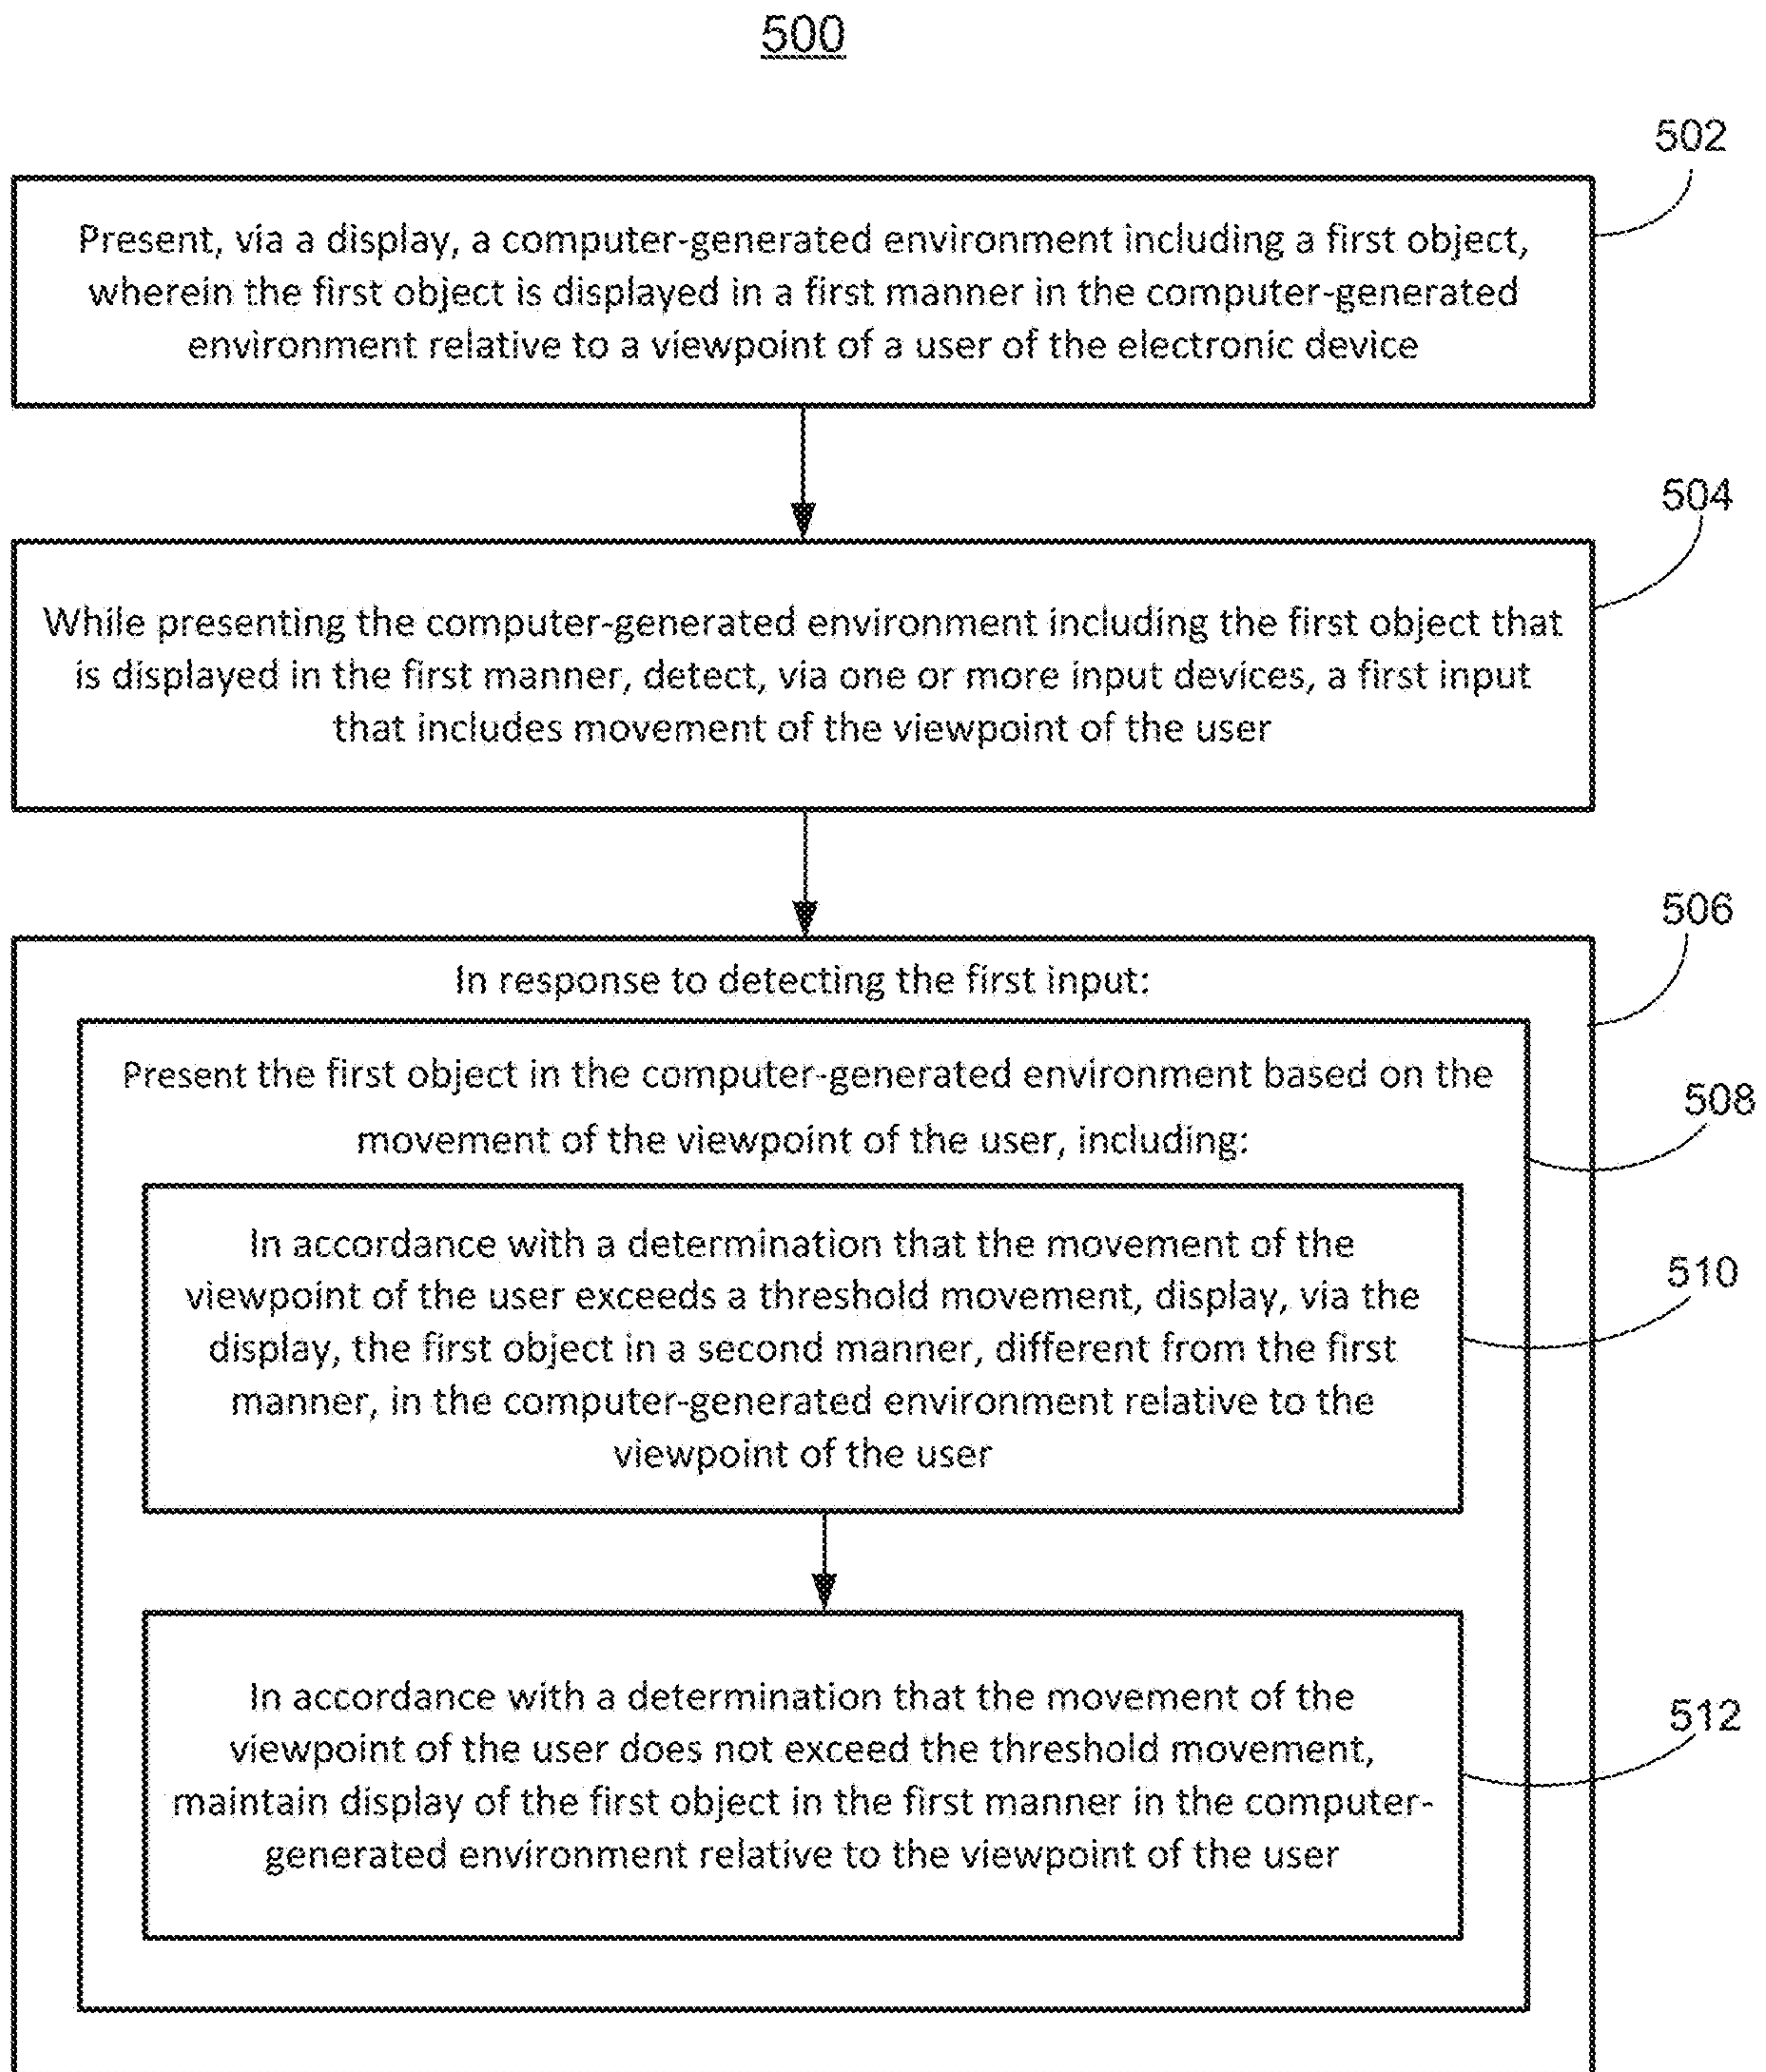 500
502
Present, via a display, a computer-generated environment including a first object,
wherein the first object is displayed in a first manner in the computer-generated
environment relative to a viewpoint of a user of the electronic device
504
While presenting the computer-generated environment including the first object that
is displayed in the first manner, detect, via one or more input devices, a first input
that includes movement of the viewpoint of the user
506
In response to detecting the first input:
508
Present the first object in the computer-generated environment based on the
movement of the viewpoint of the user, including:
510
In accordance with a determination that the movement of the
viewpoint of the user exceeds a threshold movement, display, via the
display, the first object in a second manner, different from the first
manner, in the computer-generated environment relative to the
viewpoint of the user
512
In accordance with a determination that the movement of the
viewpoint of the user does not exceed the threshold movement,
maintain display of the first object in the first manner in the computer-
generated environment relative to the viewpoint of the user